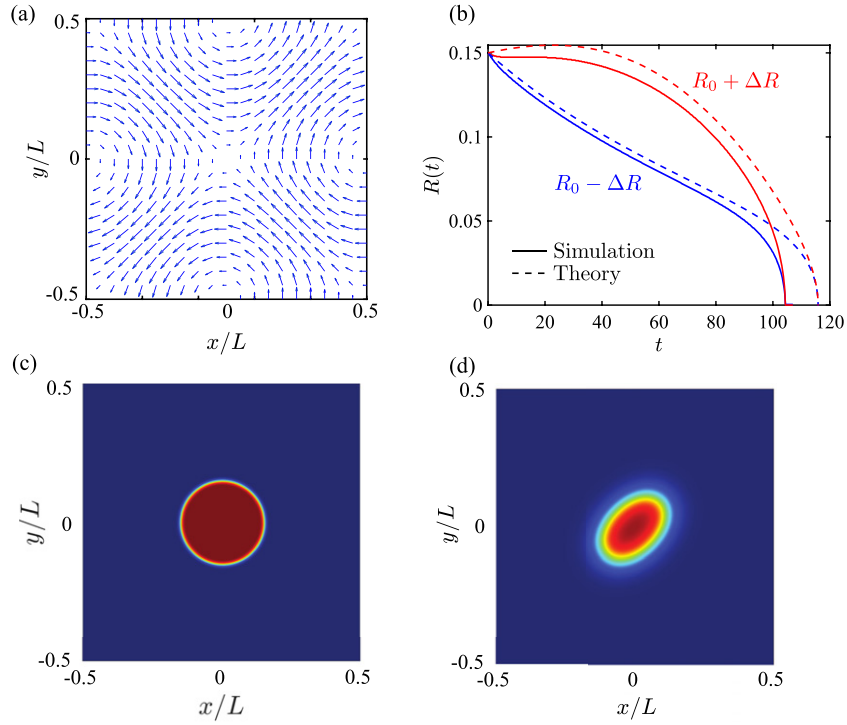 (a)
0.5
0
-0.5
y/L
-0.5
0
0.5
x/L
(b)
0.15
0.1
0.05
0
R(t)
R₀ + ΔR
R₀ − ΔR
Simulation
Theory
0 20 40 60 80 100 120
t
(c)
0.5
0
-0.5
y/L
-0.5 0 0.5
x/L
(d)
0.5
0
-0.5
y/L
-0.5 0 0.5
x/L